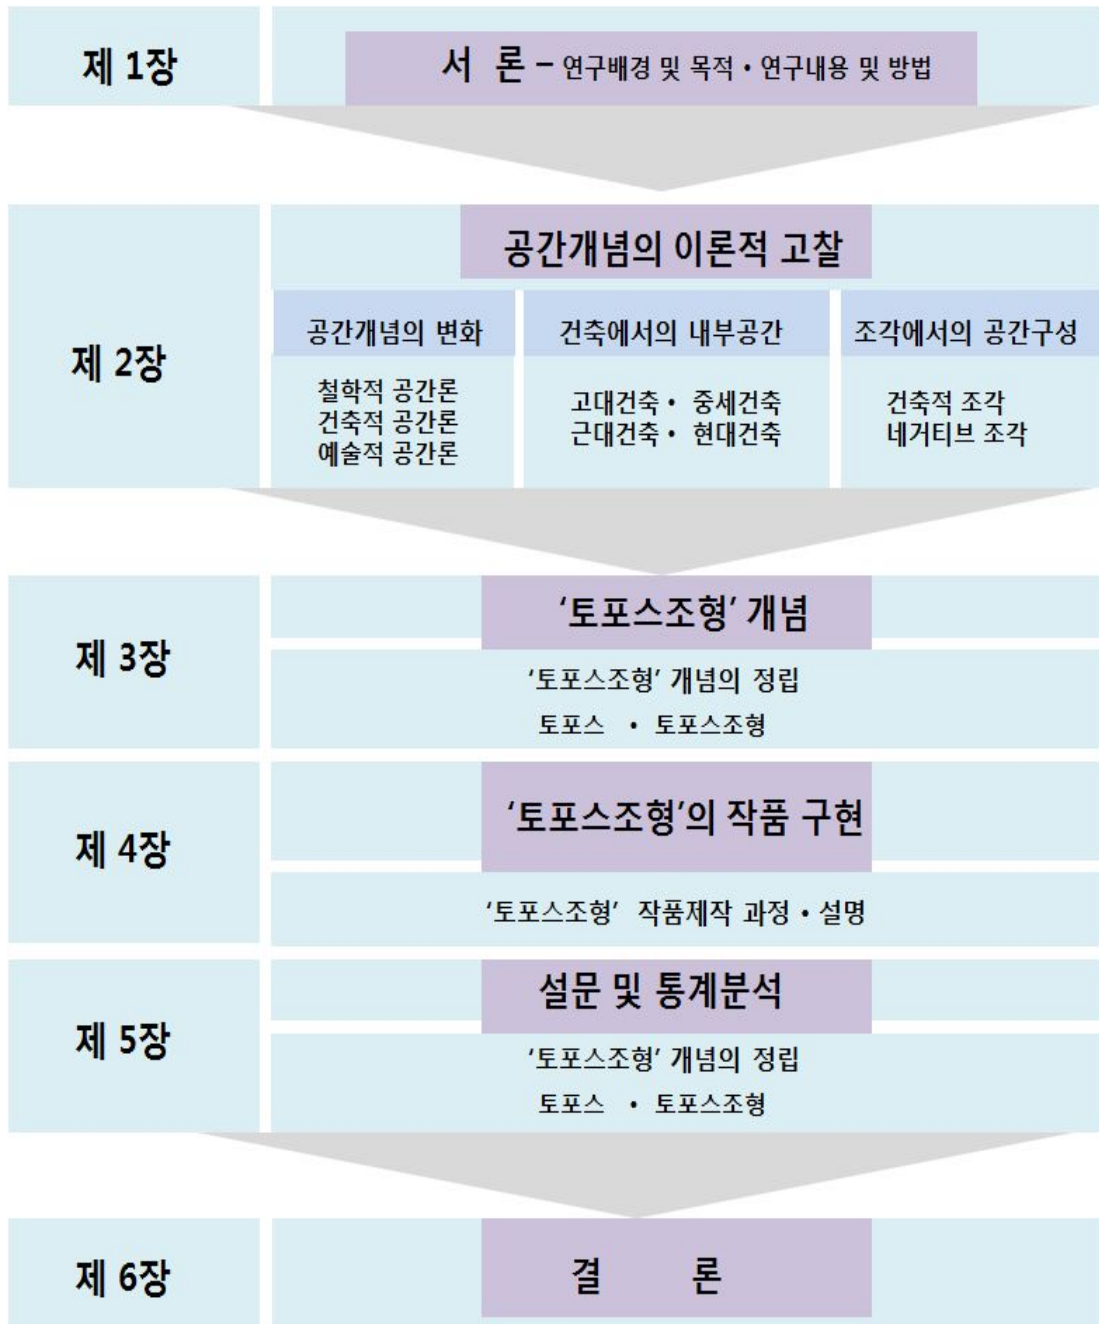 제 1장
서 론 – 연구배경 및 목적 • 연구내용 및 방법
제 2장
공간개념의 이론적 고찰
공간개념의 변화
철학적 공간론
건축적 공간론
예술적 공간론
건축에서의 내부공간
고대건축 • 중세건축
근대건축 • 현대건축
조각에서의 공간구성
건축적 조각
네거티브 조각
제 3장
‘토포스조형’ 개념
‘토포스조형’ 개념의 정립
토포스 • 토포스조형
제 4장
‘토포스조형’의 작품 구현
‘토포스조형’ 작품제작 과정 • 설명
제 5장
설문 및 통계분석
‘토포스조형’ 개념의 정립
토포스 • 토포스조형
제 6장
결 론